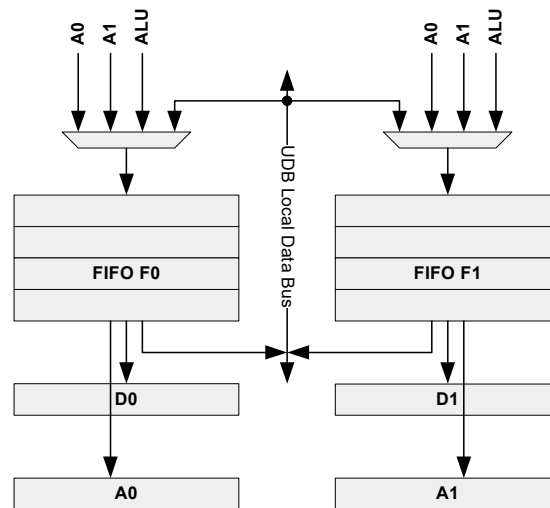 A0
A1
ALU
A0
A1
ALU
UDB Local Data Bus
FIFO F0
FIFO F1
D0
D1
A0
A1